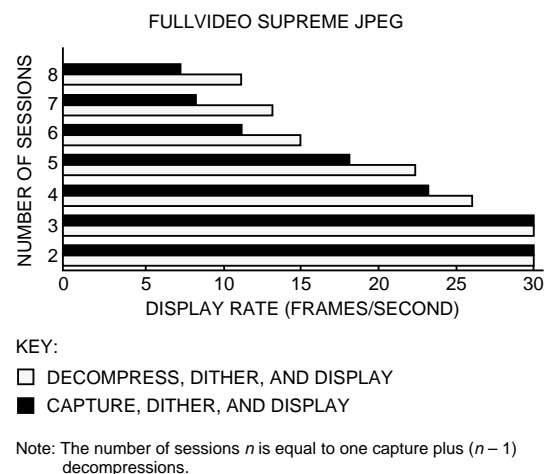 FULLVIDEO SUPREME JPEG
NUMBER OF SESSIONS
8
7
6
5
4
3
2
0 5 10 15 20 25 30
DISPLAY RATE (FRAMES/SECOND)
KEY:
DECOMPRESS, DITHER, AND DISPLAY
CAPTURE, DITHER, AND DISPLAY
Note: The number of sessions n is equal to one capture plus (n – 1)
decompressions.